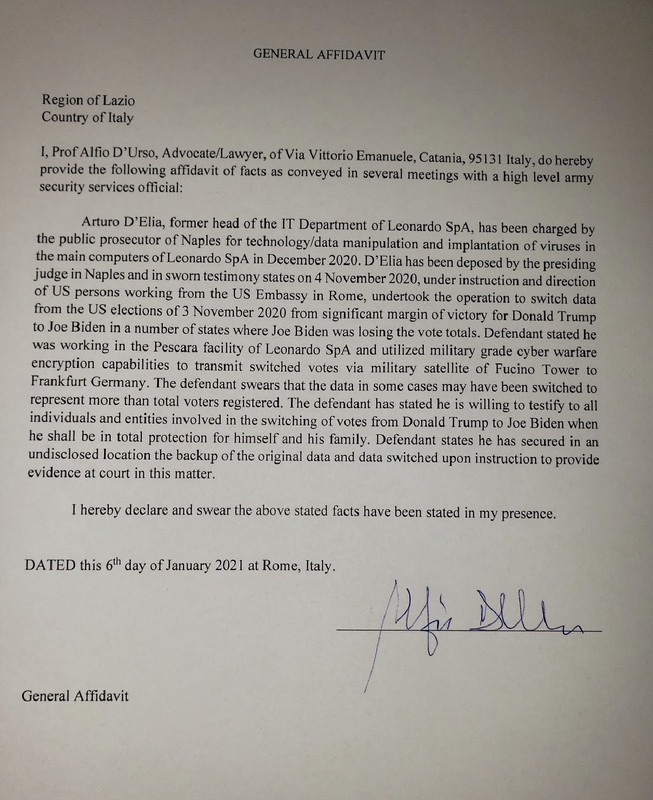 GENERAL AFFIDAVIT
Region of Lazio
Country of Italy
I, Prof Alfio D'Urso, Advocate/Lawyer, of Via Vittorio Emanuele, Catania, 95131 Italy, do hereby
provide the following affidavit of facts as conveyed in several meetings with a high level army
security services official:
Arturo D'Elia, former head of the IT Department of Leonardo SpA, has been charged by
the public prosecutor of Naples for technology/data manipulation and implantation of viruses in
the main computers of Leonardo SpA in December 2020. D'Elia has been deposed by the presiding
judge in Naples and in sworn testimony states on 4 November 2020, under instruction and direction
of US persons working from the US Embassy in Rome, undertook the operation to switch data
from the US elections of 3 November 2020 from significant margin of victory for Donald Trump
to Joe Biden in a number of states where Joe Biden was losing the vote totals. Defendant stated he
was working in the Pescara facility of Leonardo SpA and utilized military grade cyber warfare
encryption capabilities to transmit switched votes via military satellite of Fucino Tower to
Frankfurt Germany. The defendant swears that the data in some cases may have been switched to
represent more than total voters registered. The defendant has stated he is willing to testify to all
individuals and entities involved in the switching of votes from Donald Trump to Joe Biden when
he shall be in total protection for himself and his family. Defendant states he has secured in an
undisclosed location the backup of the original data and data switched upon instruction to provide
evidence at court in this matter.
I hereby declare and swear the above stated facts have been stated in my presence.
DATED this 6th day of January 2021 at Rome, Italy.
General Affidavit